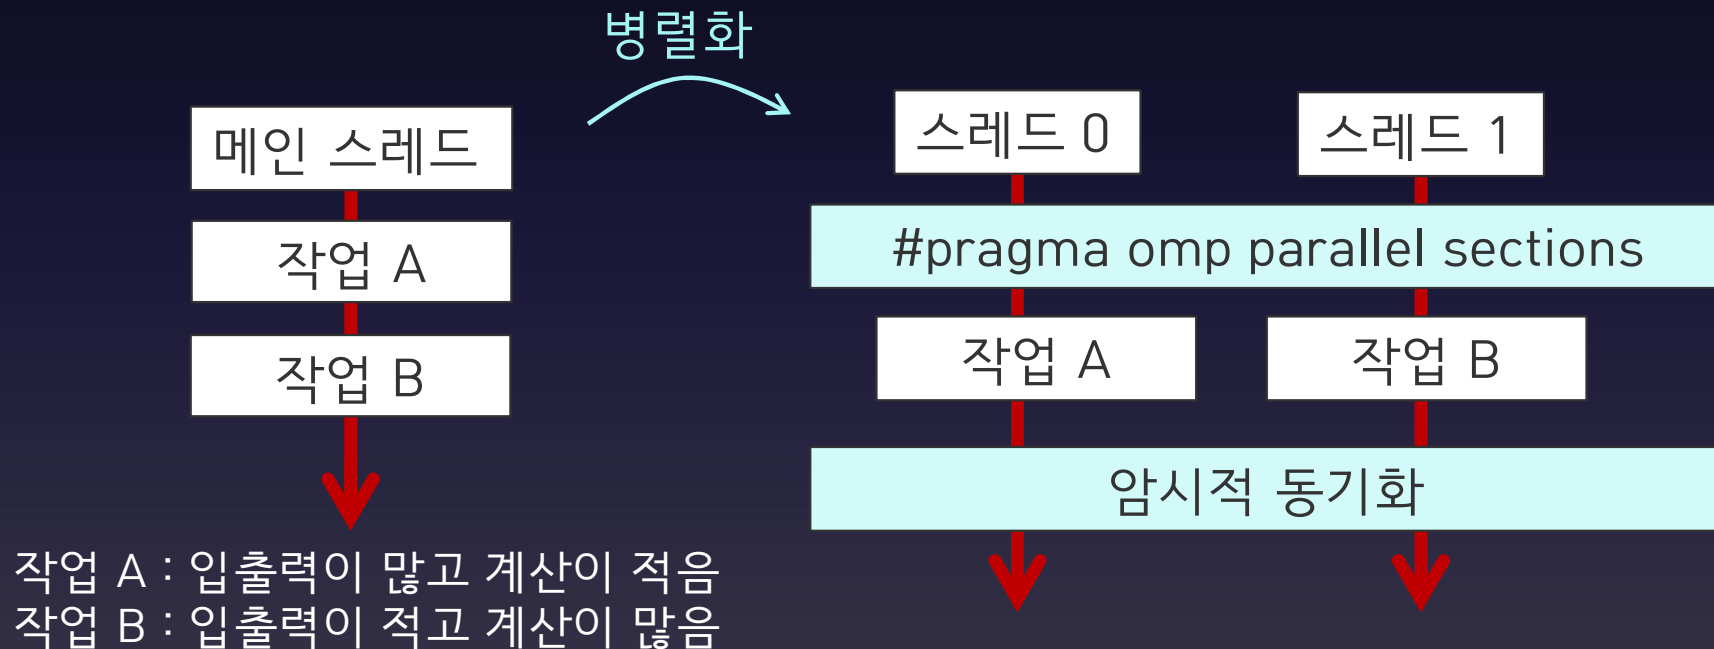 병렬화
메인 스레드
작업 A
작업 B
스레드 0
스레드 1
#pragma omp parallel sections
작업 A
작업 B
암시적 동기화
작업 A : 입출력이 많고 계산이 적음
작업 B : 입출력이 적고 계산이 많음